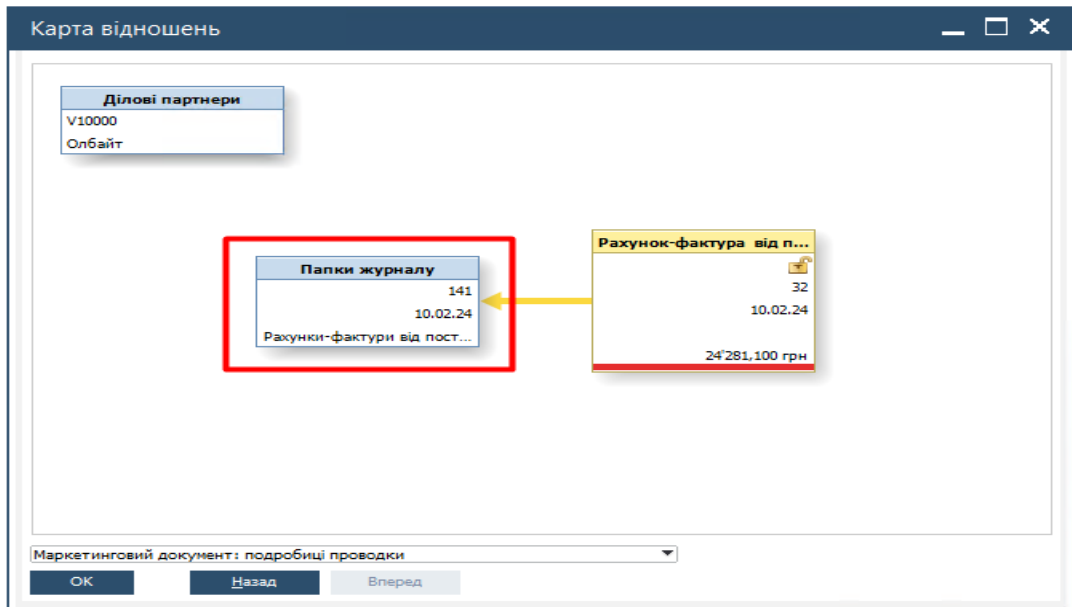 Карта відношень
Ділові партнери
V10000
Олбайт
Папки журналу
141
10.02.24
Рахунки-фактури від пост...
Рахунок-фактура від п...
32
10.02.24
24'281,100 грн
Маркетинговий документ: подробиці проводки
ОК
Назад
Вперед